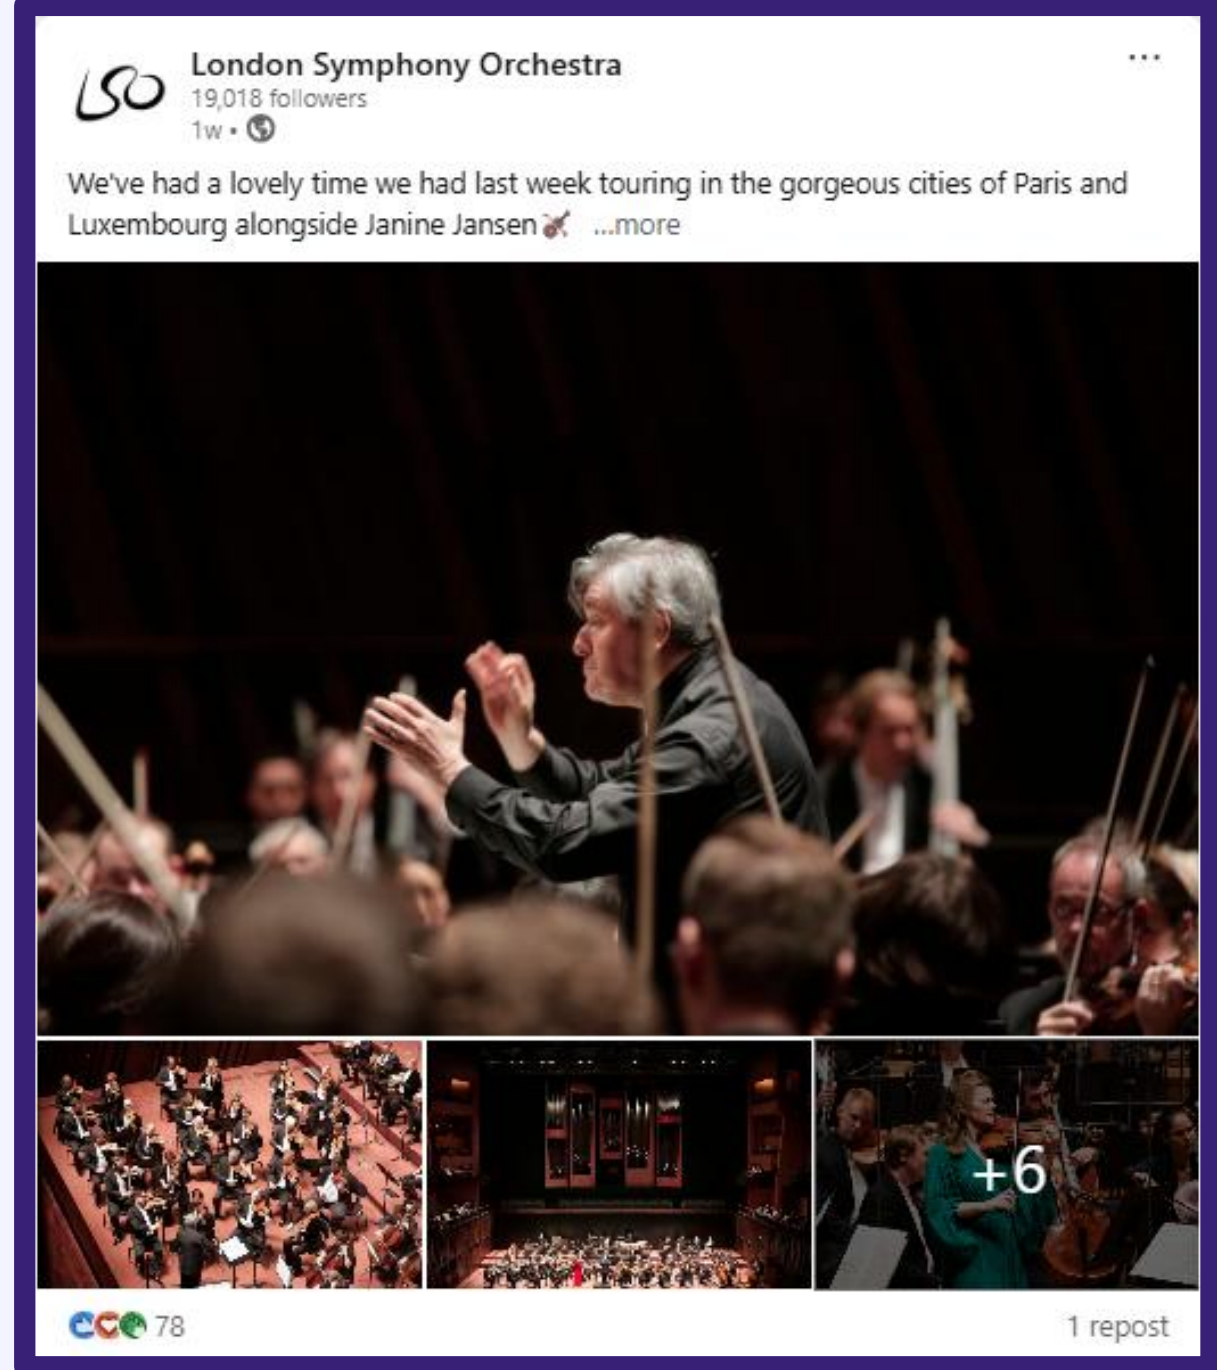 LSO
London Symphony Orchestra
19,018 followers
1w •
We've had a lovely time we had last week touring in the gorgeous cities of Paris and
Luxembourg alongside Janine Jansen🎻 ...more
+6
78
1 repost